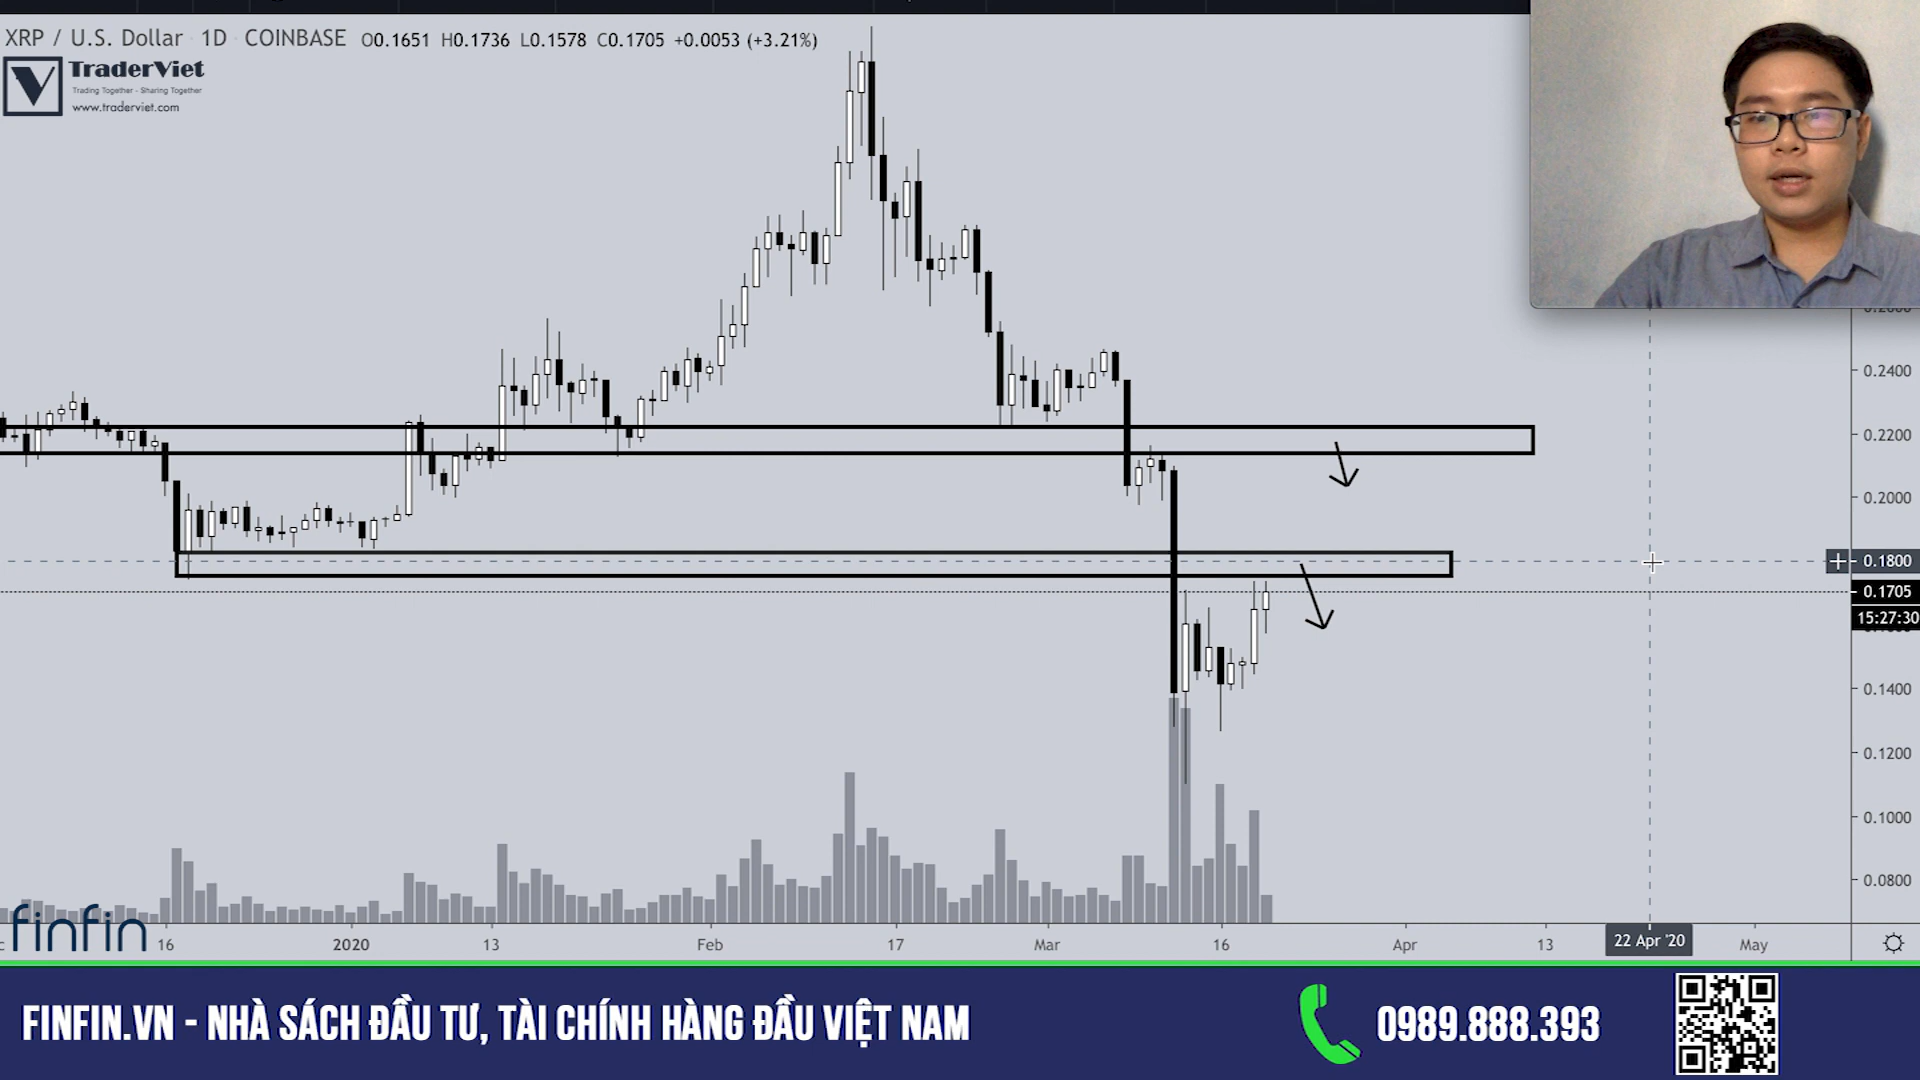 XRP / U.S. Dollar 1D COINBASE O0.1651 H0.1736 L0.1578 C0.1705 +0.0053 (+3.21%)
TraderViet
Trading Together - Sharing Together
www.traderviet.com
0.2400
0.2200
0.2000
0.1800
0.1705
15:27:30
0.1400
0.1200
0.1000
0.0800
finfin
16 2020 13 Feb 17 Mar 16 Apr 13 22 Apr '20 May
FINFIN.VN - NHÀ SÁCH ĐẦU TƯ, TÀI CHÍNH HÀNG ĐẦU VIỆT NAM
0989.888.393